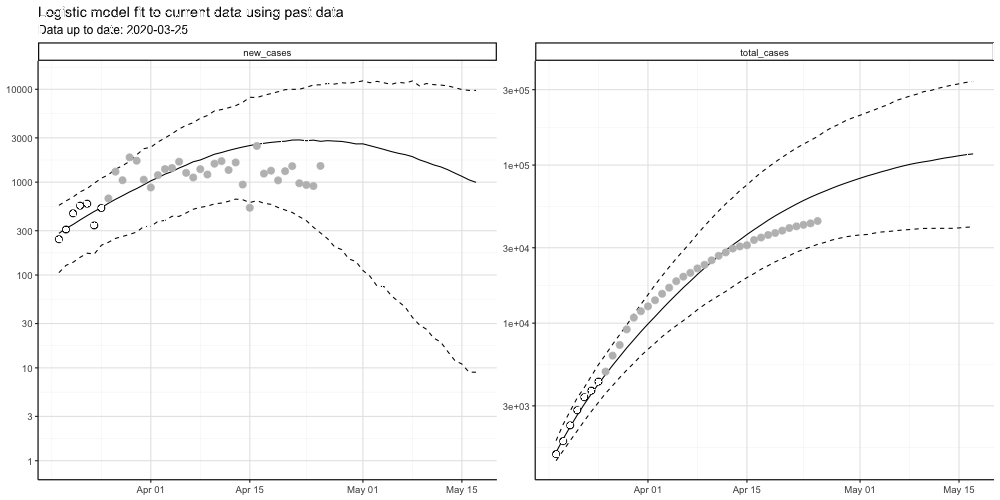 Logistic model fit to current data using past data
Data up to date: 2020-03-25
new_cases
total_cases
10000
3000
1000
300
100
30
10
3
1
3e+05
1e+05
3e+04
1e+04
3e+03
Apr 01
Apr 15
May 01
May 15
Apr 01
Apr 15
May 01
May 15